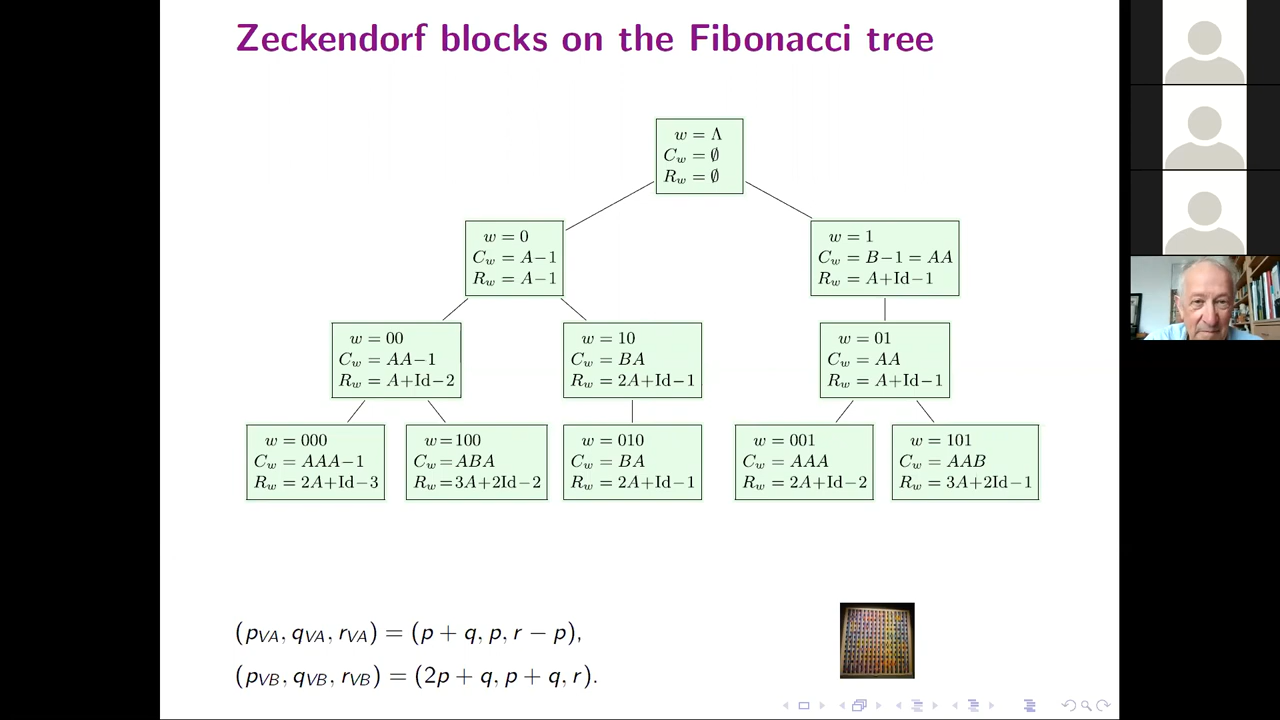 Zeckendorf blocks on the Fibonacci tree
w = Λ
C_w = ∅
R_w = ∅
w = 0
C_w = A−1
R_w = A−1
w = 1
C_w = B−1 = AA
R_w = A+Id−1
w = 00
C_w = AA−1
R_w = A+Id−2
w = 10
C_w = BA
R_w = 2A+Id−1
w = 01
C_w = AA
R_w = A+Id−1
w = 000
C_w = AAA−1
R_w = 2A+Id−3
w=100
C_w=ABA
R_w=3A+2Id−2
w = 010
C_w = BA
R_w = 2A+Id−1
w = 001
C_w = AAA
R_w = 2A+Id−2
w = 101
C_w = AAB
R_w = 3A+2Id−1
(p_VA, q_VA, r_VA) = (p + q, p, r − p),
(p_VB, q_VB, r_VB) = (2p + q, p + q, r).